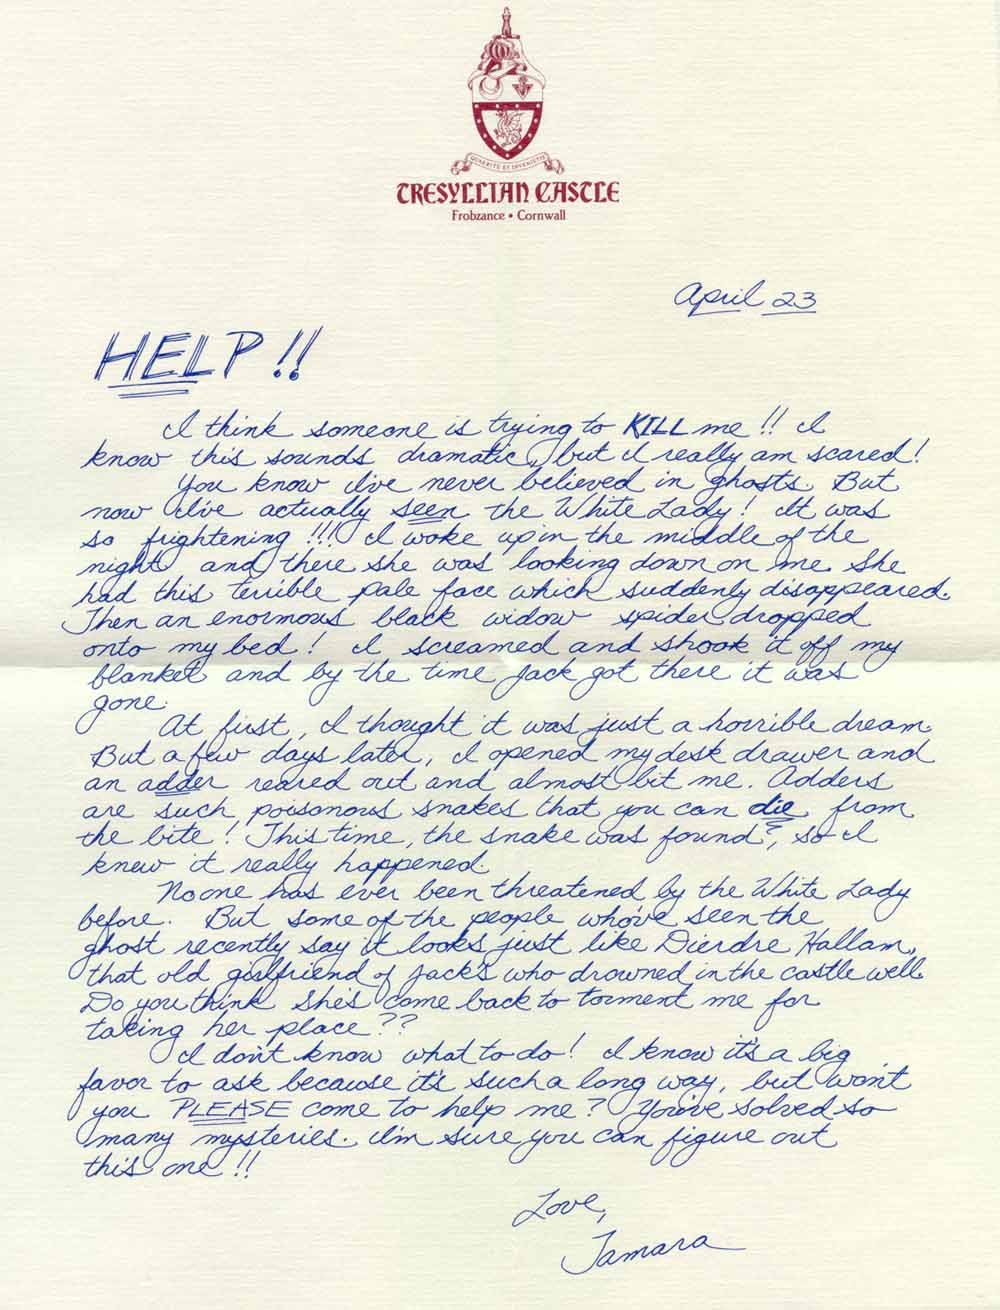 QUAERITE ET INVENIETIS
TRESYLLIAN CASTLE
Frobzance • Cornwall
April 23
HELP!!
I think someone is trying to KILL me!! I
know this sounds dramatic, but I really am scared!
You know I've never believed in ghosts. But
now I've actually seen the White Lady! It was
so frightening!!! I woke up in the middle of the
night and there she was looking down on me. She
had this terrible pale face which suddenly disappeared.
Then an enormous black widow spider dropped
onto my bed! I screamed and shook it off my
blanket and by the time Jack got there it was
gone.
At first, I thought it was just a horrible dream.
But a few days later, I opened my desk drawer and
an adder reared out and almost bit me. Adders
are such poisonous snakes that you can die from
the bite! This time, the snake was found, so I
knew it really happened.
No one has ever been threatened by the White Lady
before. But some of the people who've seen the
ghost recently say it looks just like Dierdre Hallam,
that old girlfriend of Jack's who drowned in the castle well.
Do you think she's come back to torment me for
taking her place??
I don't know what to do! I know it's a big
favor to ask because it's such a long way, but won't
you PLEASE come to help me? You've solved so
many mysteries. I'm sure you can figure out
this one!!
Love,
Tamara